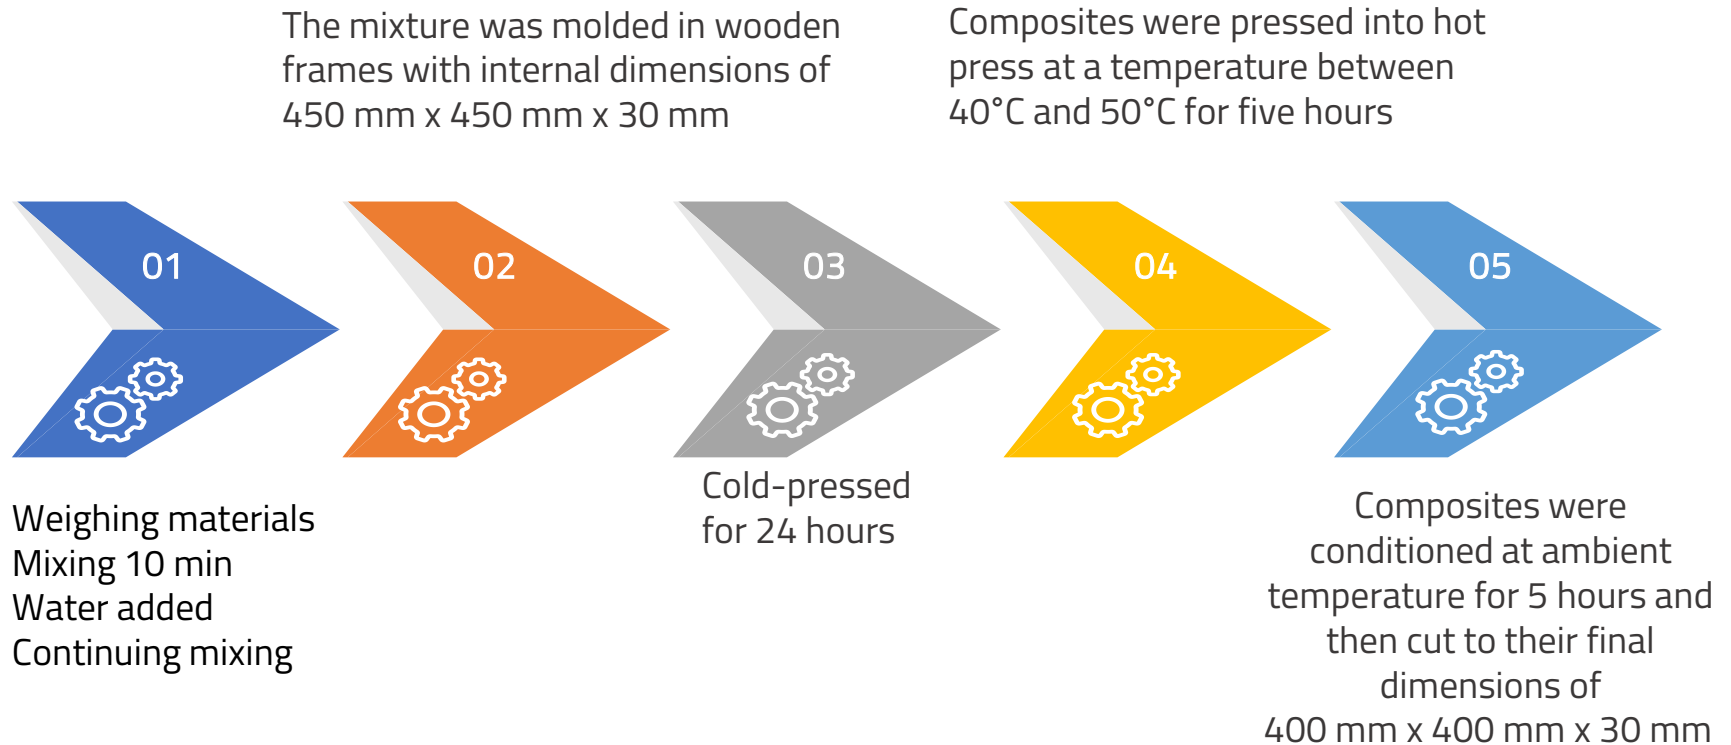 The mixture was molded in wooden
frames with internal dimensions of
450 mm x 450 mm x 30 mm
Composites were pressed into hot
press at a temperature between
40°C and 50°C for five hours
01
02
03
04
05
Weighing materials
Mixing 10 min
Water added
Continuing mixing
Cold-pressed
for 24 hours
Composites were
conditioned at ambient
temperature for 5 hours and
then cut to their final
dimensions of
400 mm x 400 mm x 30 mm